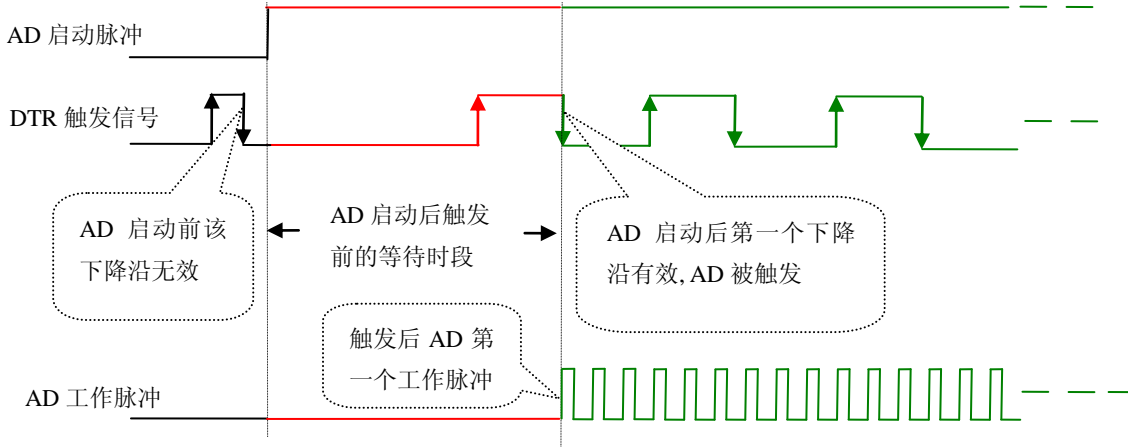 AD 启动脉冲
DTR 触发信号
AD 启动前该
下降沿无效
AD 启动后触发
前的等待时段
AD 启动后第一个下降
沿有效, AD 被触发
触发后 AD 第
一个工作脉冲
AD 工作脉冲